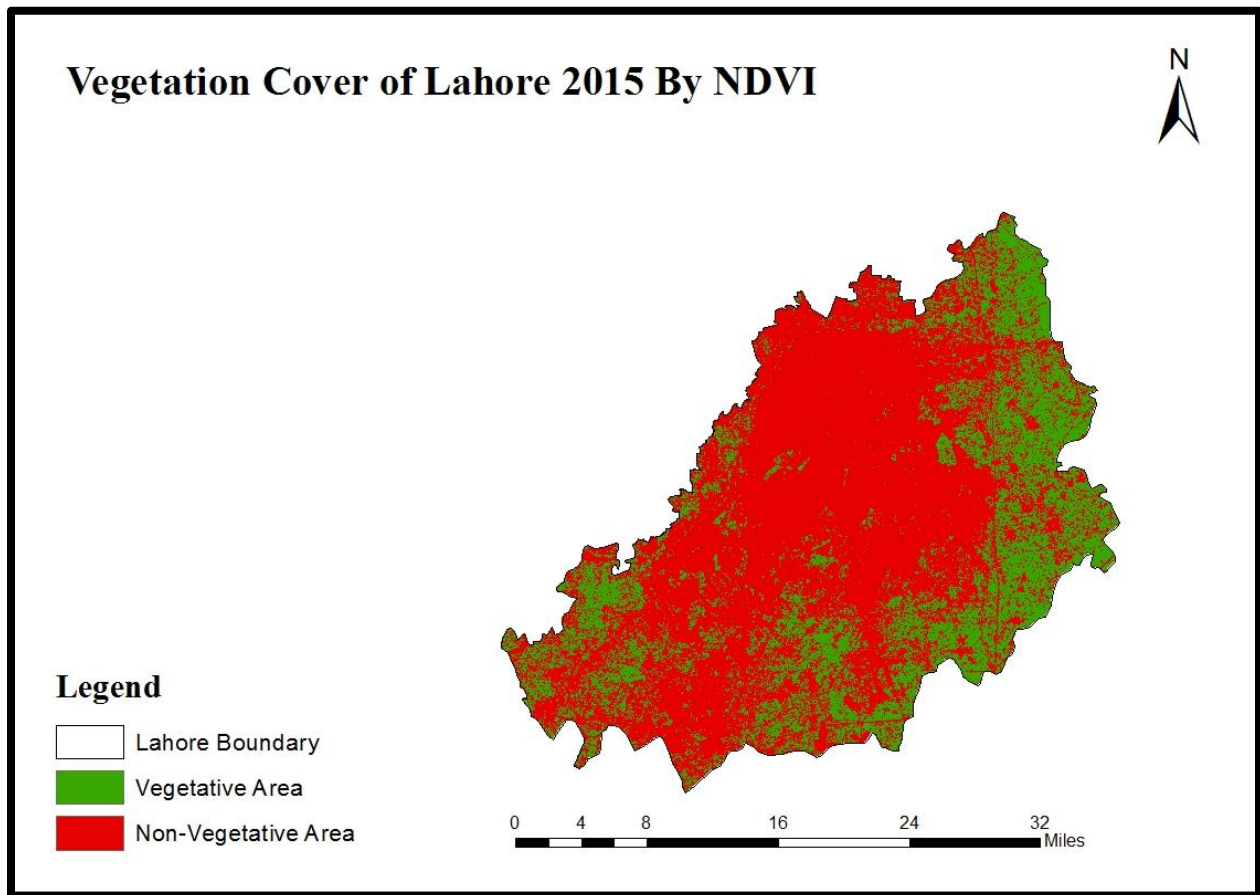 Vegetation Cover of Lahore 2015 By NDVI
N
Legend
Lahore Boundary
Vegetative Area
Non-Vegetative Area
0 4 8 16 24 32
Miles